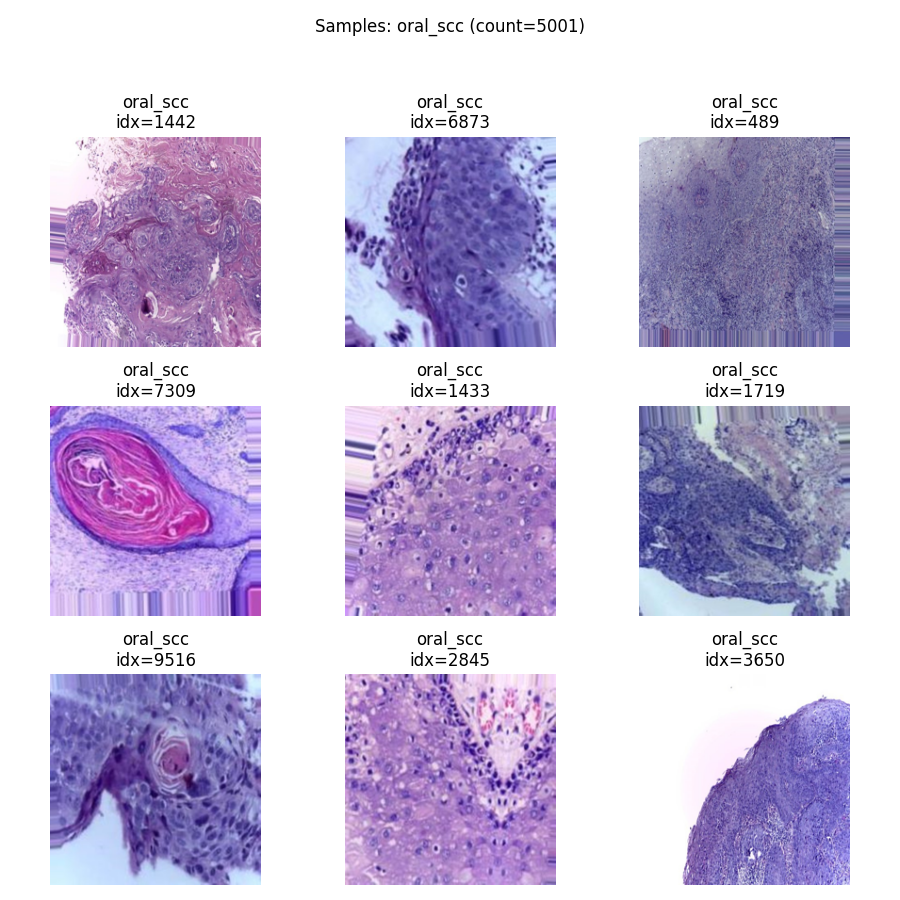 Samples: oral_scc (count=5001)
oral_scc
idx=1442
oral_scc
idx=6873
oral_scc
idx=489
oral_scc
idx=7309
oral_scc
idx=1433
oral_scc
idx=1719
oral_scc
idx=9516
oral_scc
idx=2845
oral_scc
idx=3650